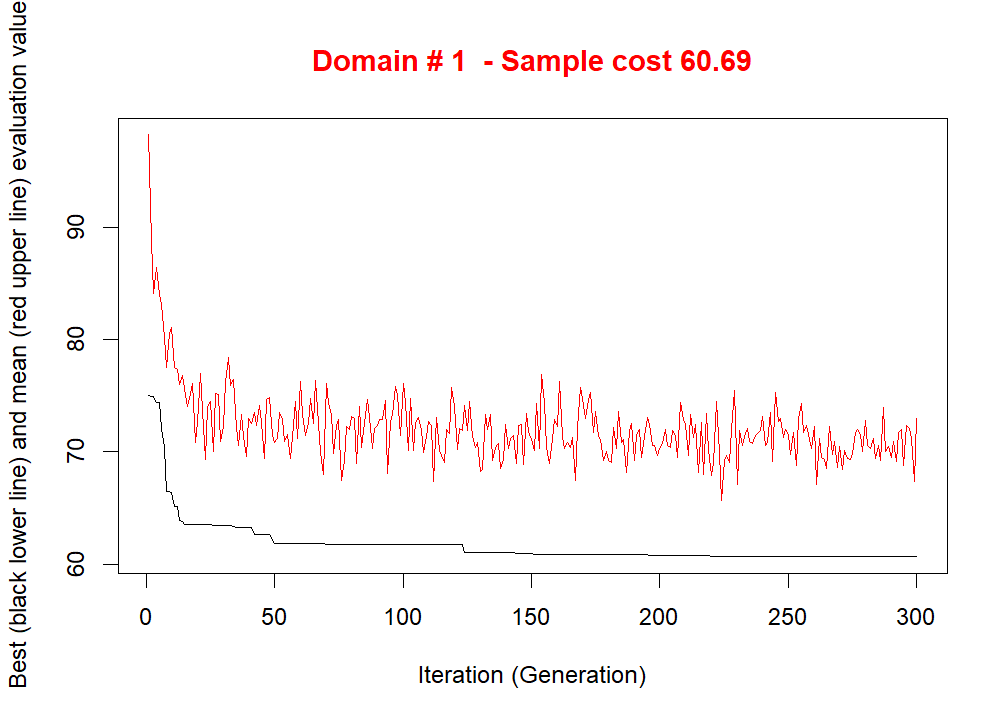 Domain # 1  - Sample cost 60.69
Best (black lower line) and mean (red upper line) evaluation value
90
80
70
60
0 50 100 150 200 250 300
Iteration (Generation)